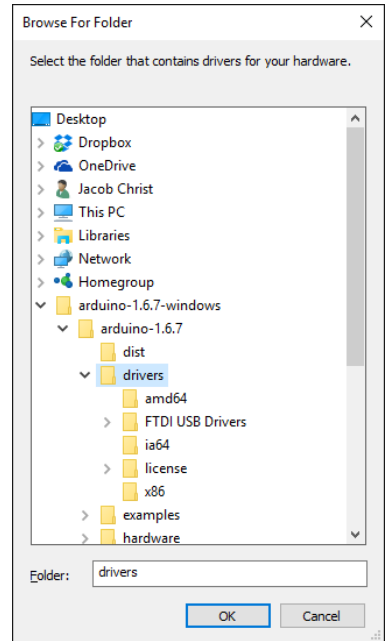 Browse For Folder
Select the folder that contains drivers for your hardware.
Desktop
Dropbox
OneDrive
Jacob Christ
This PC
Libraries
Network
Homegroup
arduino-1.6.7-windows
arduino-1.6.7
dist
drivers
amd64
FTDI USB Drivers
ia64
license
x86
examples
hardware
Folder: drivers
OK Cancel